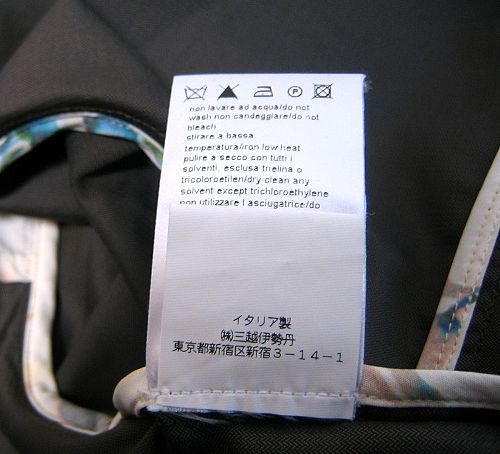 non lavare ad acqua/do not
wash non candeggiare/do not
bleach
stirare a bassa
temperatura/iron low heat
pulire a secco con tutti i
solventi, esclusa trielina o
tricloroetilen/dry clean any
solvent except trichloroethylene
non utilizzare l asciugatrice/do
イタリア製
㈱三越伊勢丹
東京都新宿区新宿3-14-1